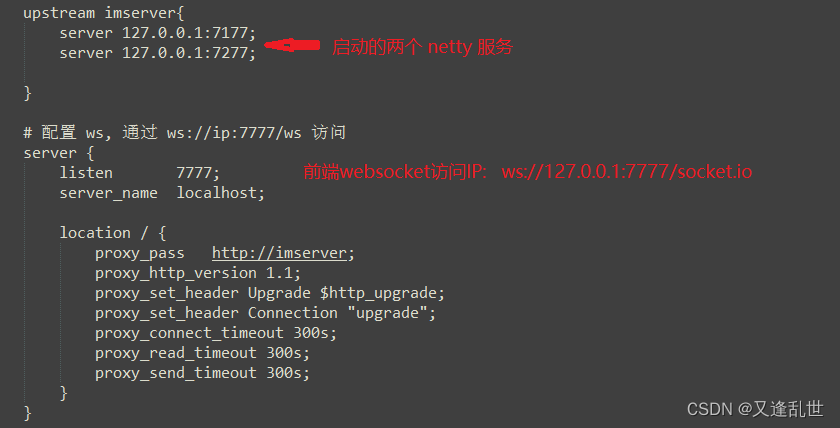 upstream imserver{
server 127.0.0.1:7177;
server 127.0.0.1:7277;
启动的两个 netty 服务
}
# 配置 ws, 通过 ws://ip:7777/ws 访问
server {
listen 7777;
前端websocket访问IP: ws://127.0.0.1:7777/socket.io
server_name localhost;
location / {
proxy_pass http://imserver;
proxy_http_version 1.1;
proxy_set_header Upgrade $http_upgrade;
proxy_set_header Connection "upgrade";
proxy_connect_timeout 300s;
proxy_read_timeout 300s;
proxy_send_timeout 300s;
}
}
CSDN @又逢乱世